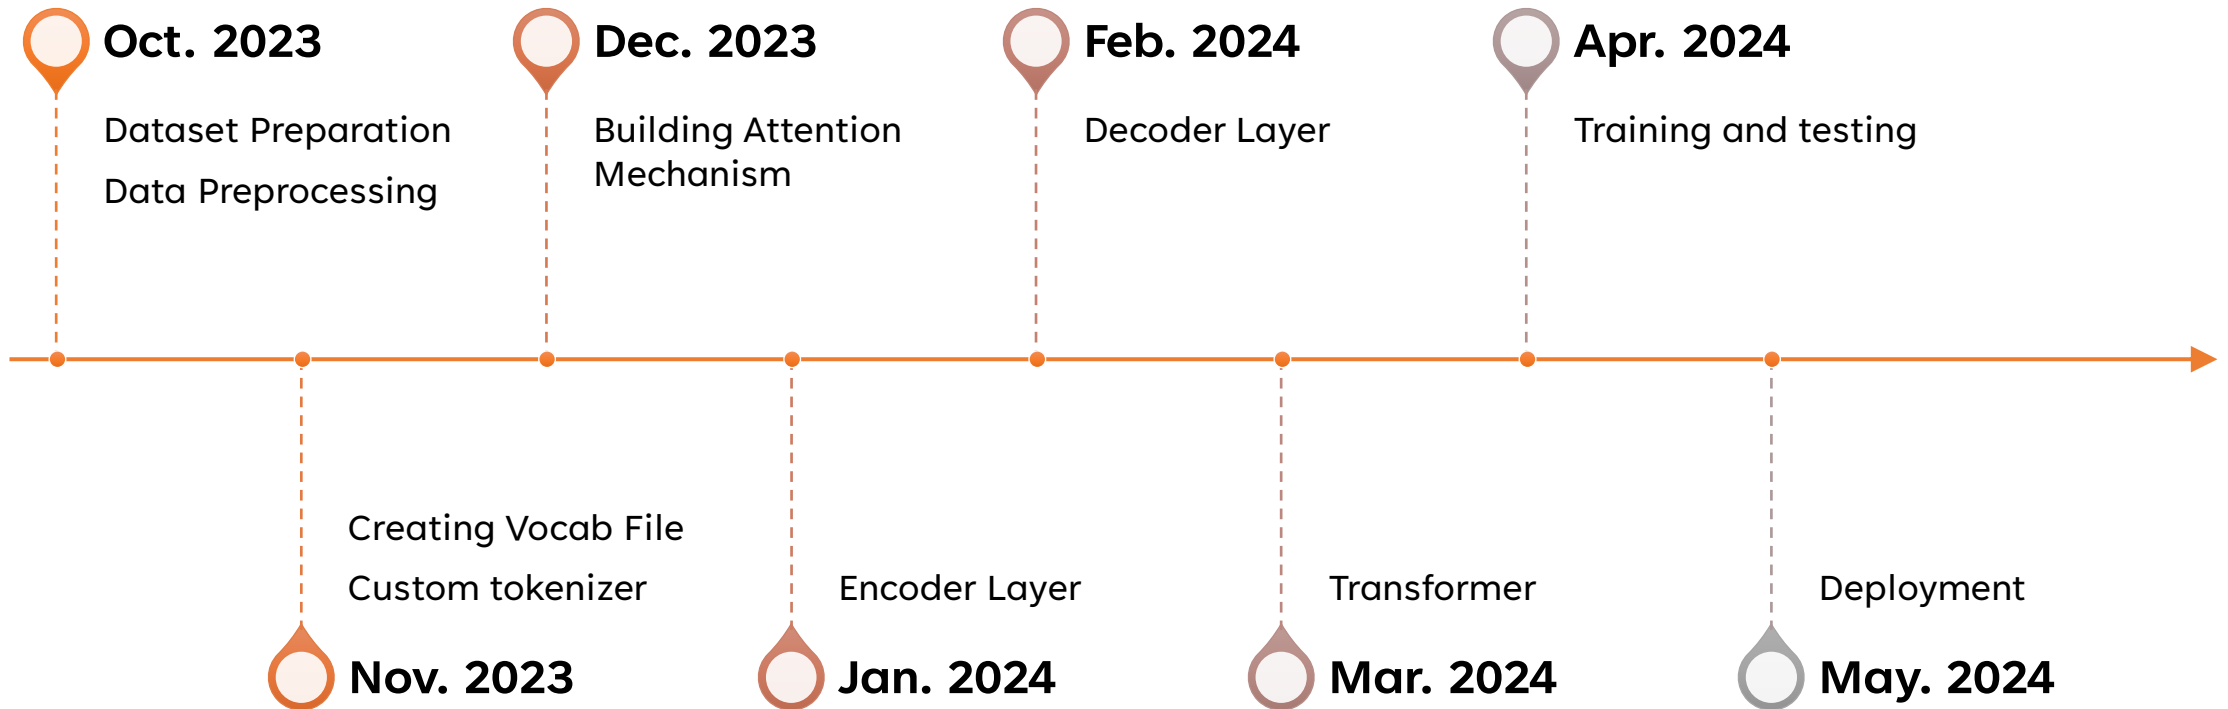 Oct. 2023
Dataset Preparation
Data Preprocessing
Dec. 2023
Building Attention
Mechanism
Feb. 2024
Decoder Layer
Apr. 2024
Training and testing
Creating Vocab File
Custom tokenizer
Nov. 2023
Encoder Layer
Jan. 2024
Transformer
Mar. 2024
Deployment
May. 2024